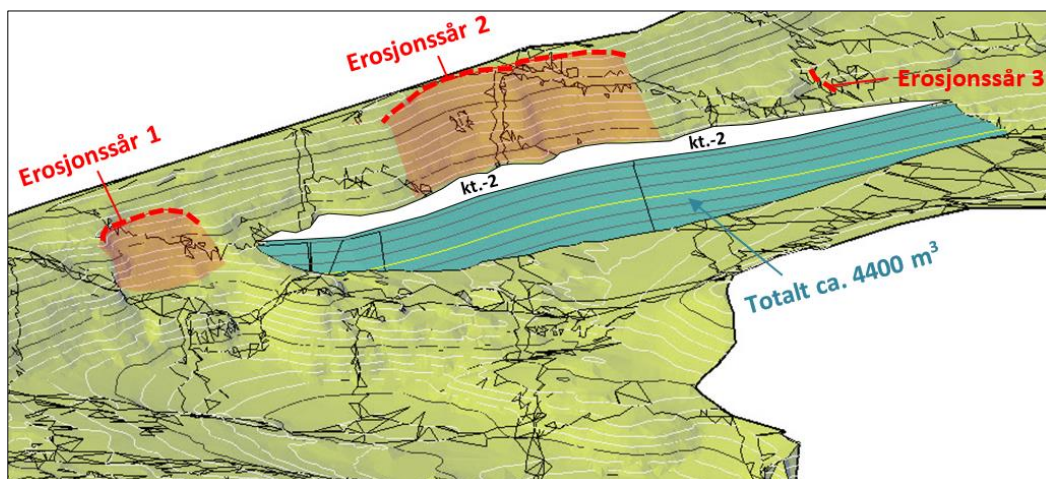 Erosjonssår 2
Erosjonssår 3
Erosjonssår 1
kt.-2
kt.-2
Totalt ca. 4400 m³